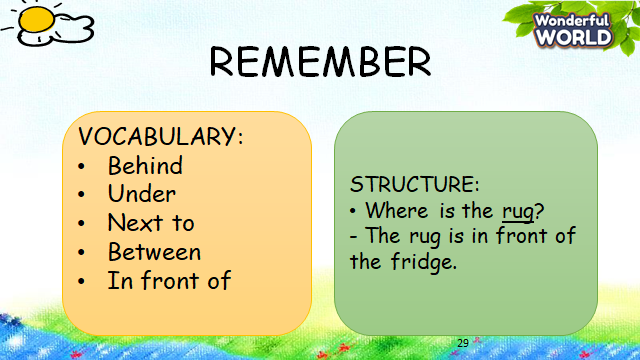 Wonderful
WORLD
REMEMBER
VOCABULARY:
• Behind
• Under
• Next to
• Between
• In front of
STRUCTURE:
• Where is the rug?
- The rug is in front of
the fridge.
29